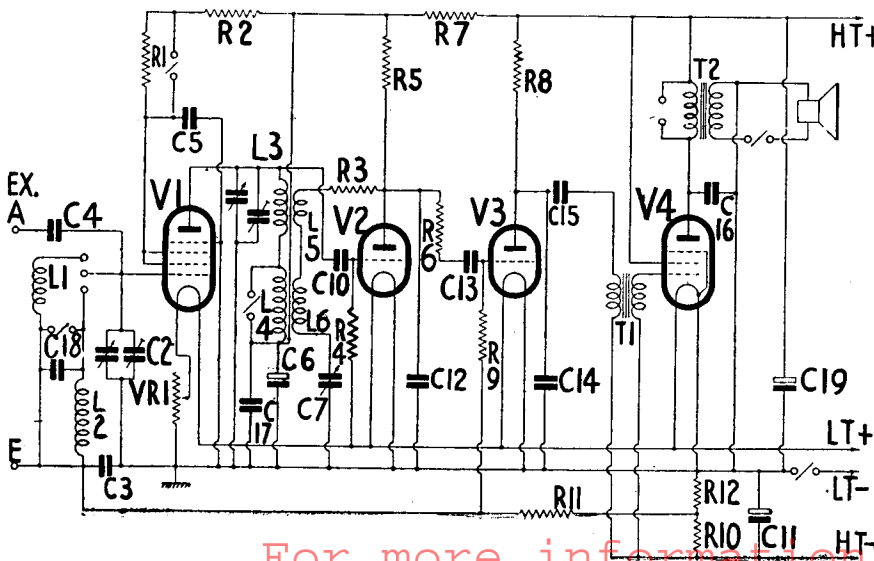 R2
R7
HT+
R1
T2
R5
R8
C5
L3
R3
EX.
A
C4
V1
V2
V3
C15
V4
C
16
L
5
R
6
L1
C10
C13
L
4
L6
T1
C18
C2
R
4
R
9
C6
VR1
C7
C12
C14
C19
L
2
C
17
LT+
E
C3
LT-
R11
R12
R10
C11
HT-
For more information